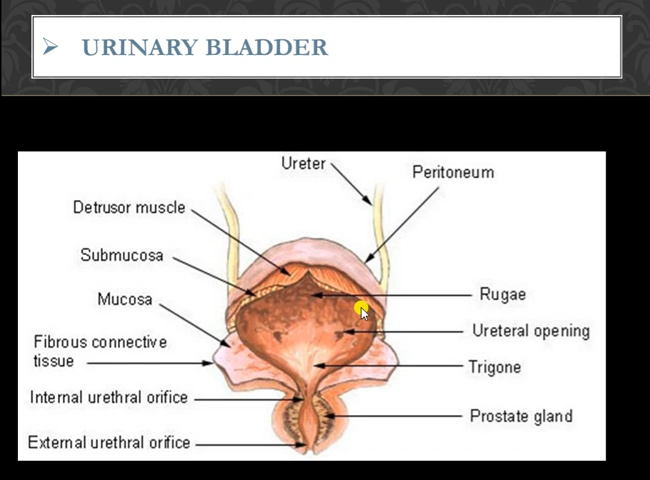 URINARY BLADDER
Ureter
Peritoneum
Detrusor muscle
Submucosa
Mucosa
Rugae
Ureteral opening
Fibrous connective
tissue
Trigone
Internal urethral orifice
Prostate gland
External urethral orifice